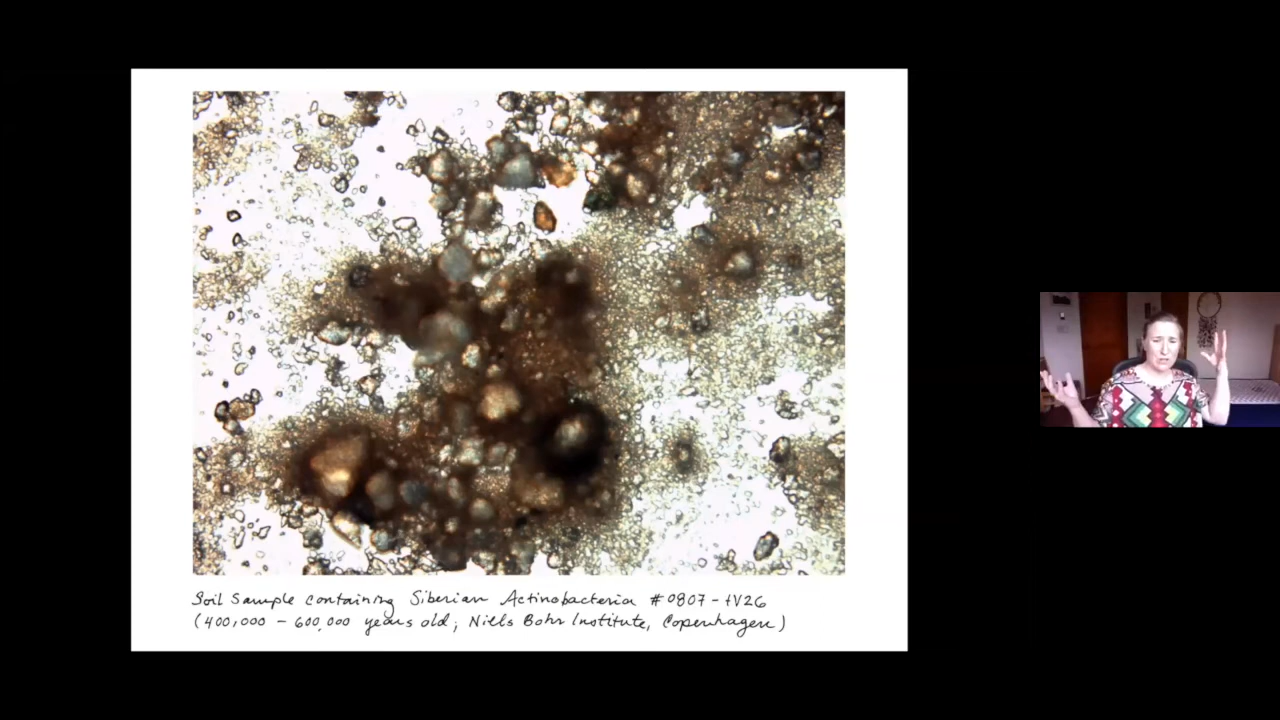 Soil Sample containing Siberian Actinobacteria #0807-tV26
(400,000 – 600,000 years old; Niels Bohr Institute, Copenhagen)